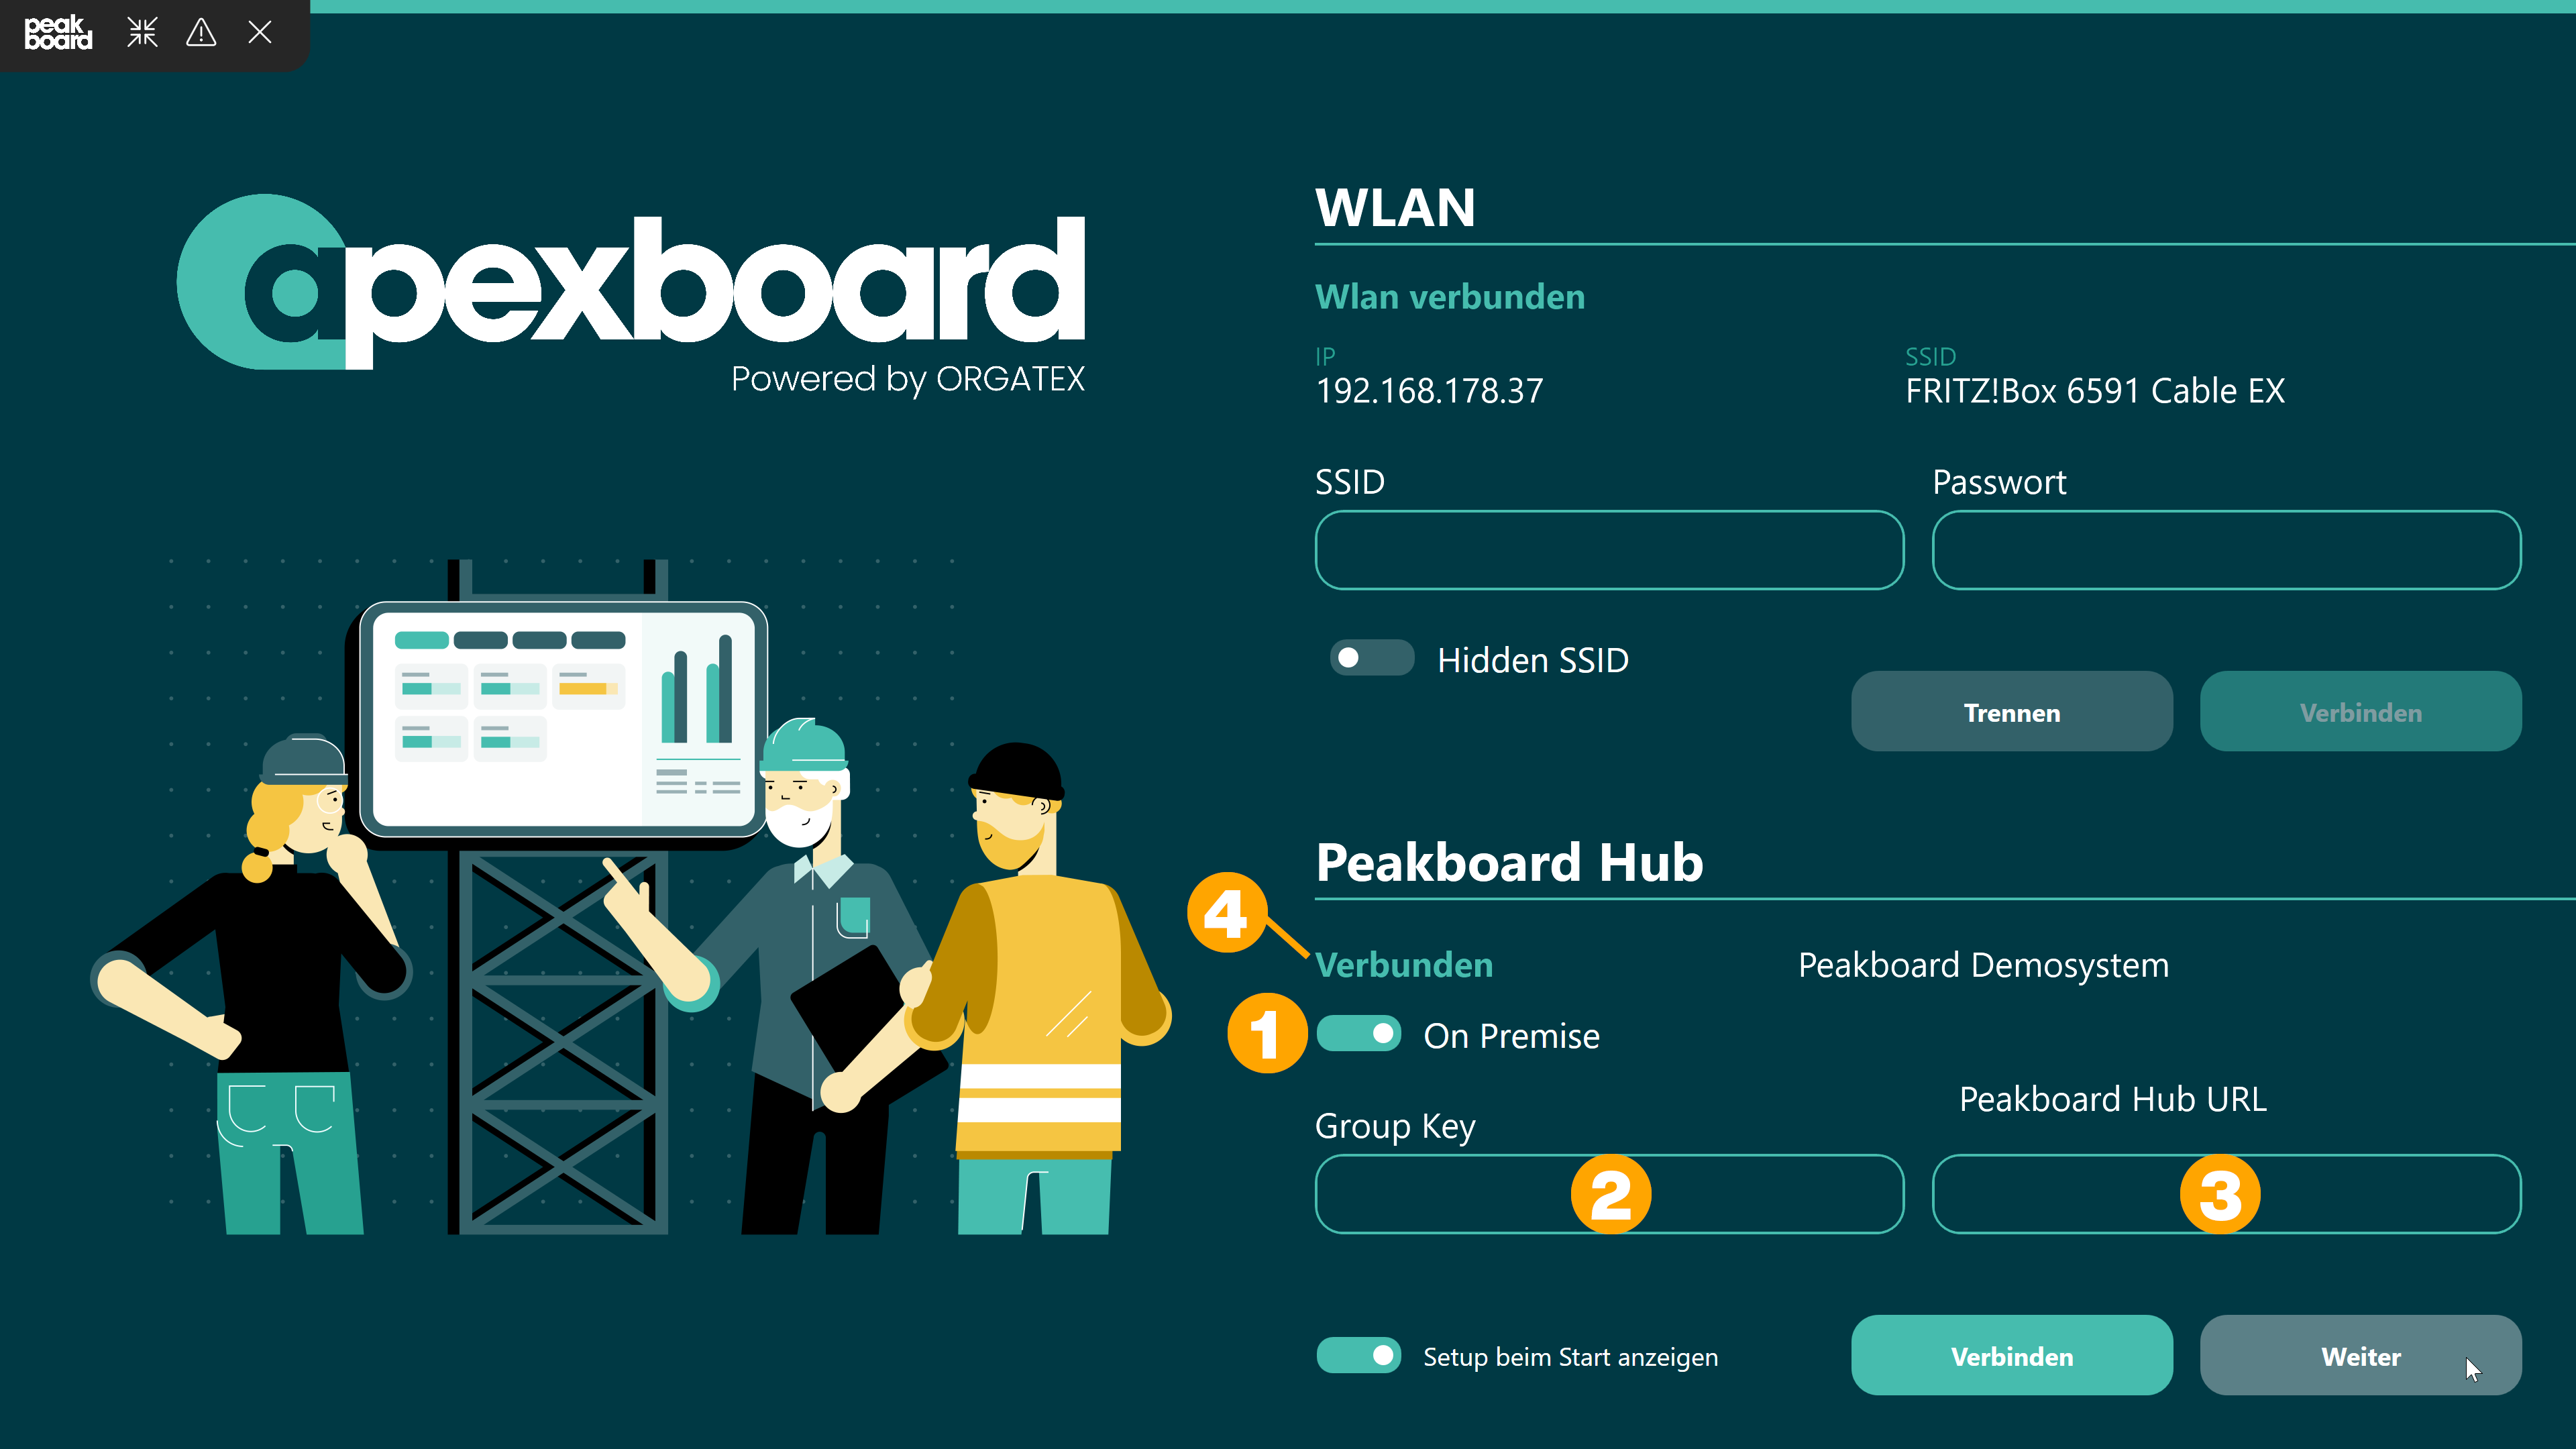 peak
board
apexboard
Powered by ORGATEX
WLAN
Wlan verbunden
IP
SSID
192.168.178.37
FRITZ!Box 6591 Cable EX
SSID
Passwort
Hidden SSID
Trennen
Verbinden
Peakboard Hub
4
Verbunden
Peakboard Demosystem
1
On Premise
Peakboard Hub URL
Group Key
2
3
Setup beim Start anzeigen
Verbinden
Weiter